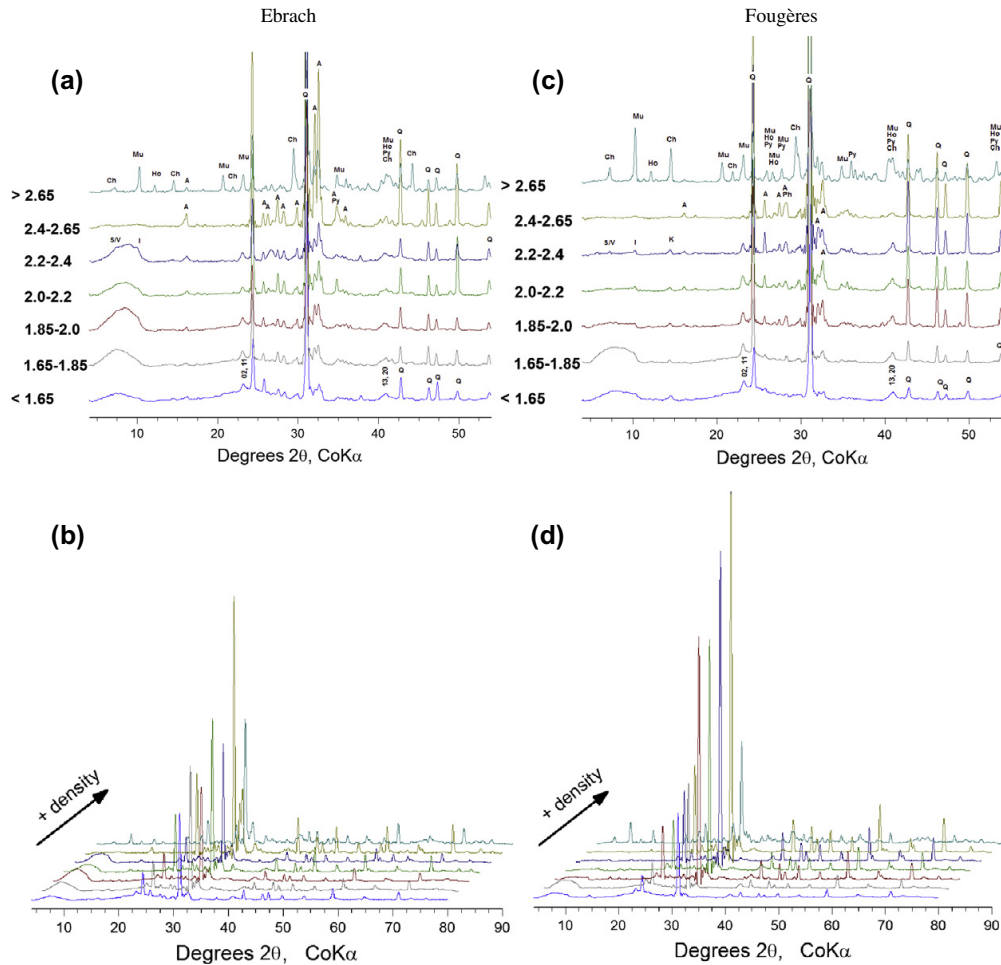 Ebrach
Fougères
(a)
Q
A
A
Mu
Ch
Ho
Ch
A
Mu
Ch
Mu
Ch
A
A
A
A
A
Mu
A
Py
A
Mu
Ho
Py
Ch
Q
Ch
Q
Q
Q
S/V
I
Q
02, 11
13, 20
Q
Q
Q
Q
> 2.65
2.4-2.65
2.2-2.4
2.0-2.2
1.85-2.0
1.65-1.85
< 1.65
10
20
30
40
50
Degrees 2θ, CoKα
(c)
Q
Q
Ch
Mu
Ho
Ch
Mu
Ch
Mu
Mu
Ho
Py
Mu
Py
Mu
Ho
Ch
Mu
Py
Mu
Ho
Py
Ch
Q
Q
Q
Q
Mu
Ho
Py
Ch
A
A
A
A
Ph
A
A
S/V
I
K
A
02, 11
13, 20
Q
Q
Q
Q
> 2.65
2.4-2.65
2.2-2.4
2.0-2.2
1.85-2.0
1.65-1.85
< 1.65
10
20
30
40
50
Degrees 2θ, CoKα
(b)
+ density
10
20
30
40
50
60
70
80
90
Degrees 2θ, CoKα
(d)
+ density
10
20
30
40
50
60
70
80
90
Degrees 2θ, CoKα